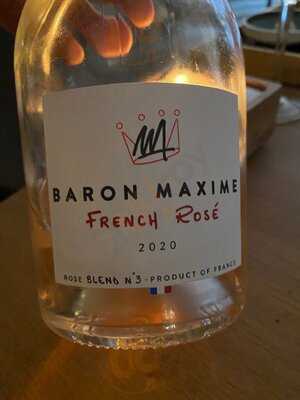 M
BARON MAXIME
FRENCH ROSÉ
2020
ROSE BLEND N°3 - PRODUCT OF FRANCE